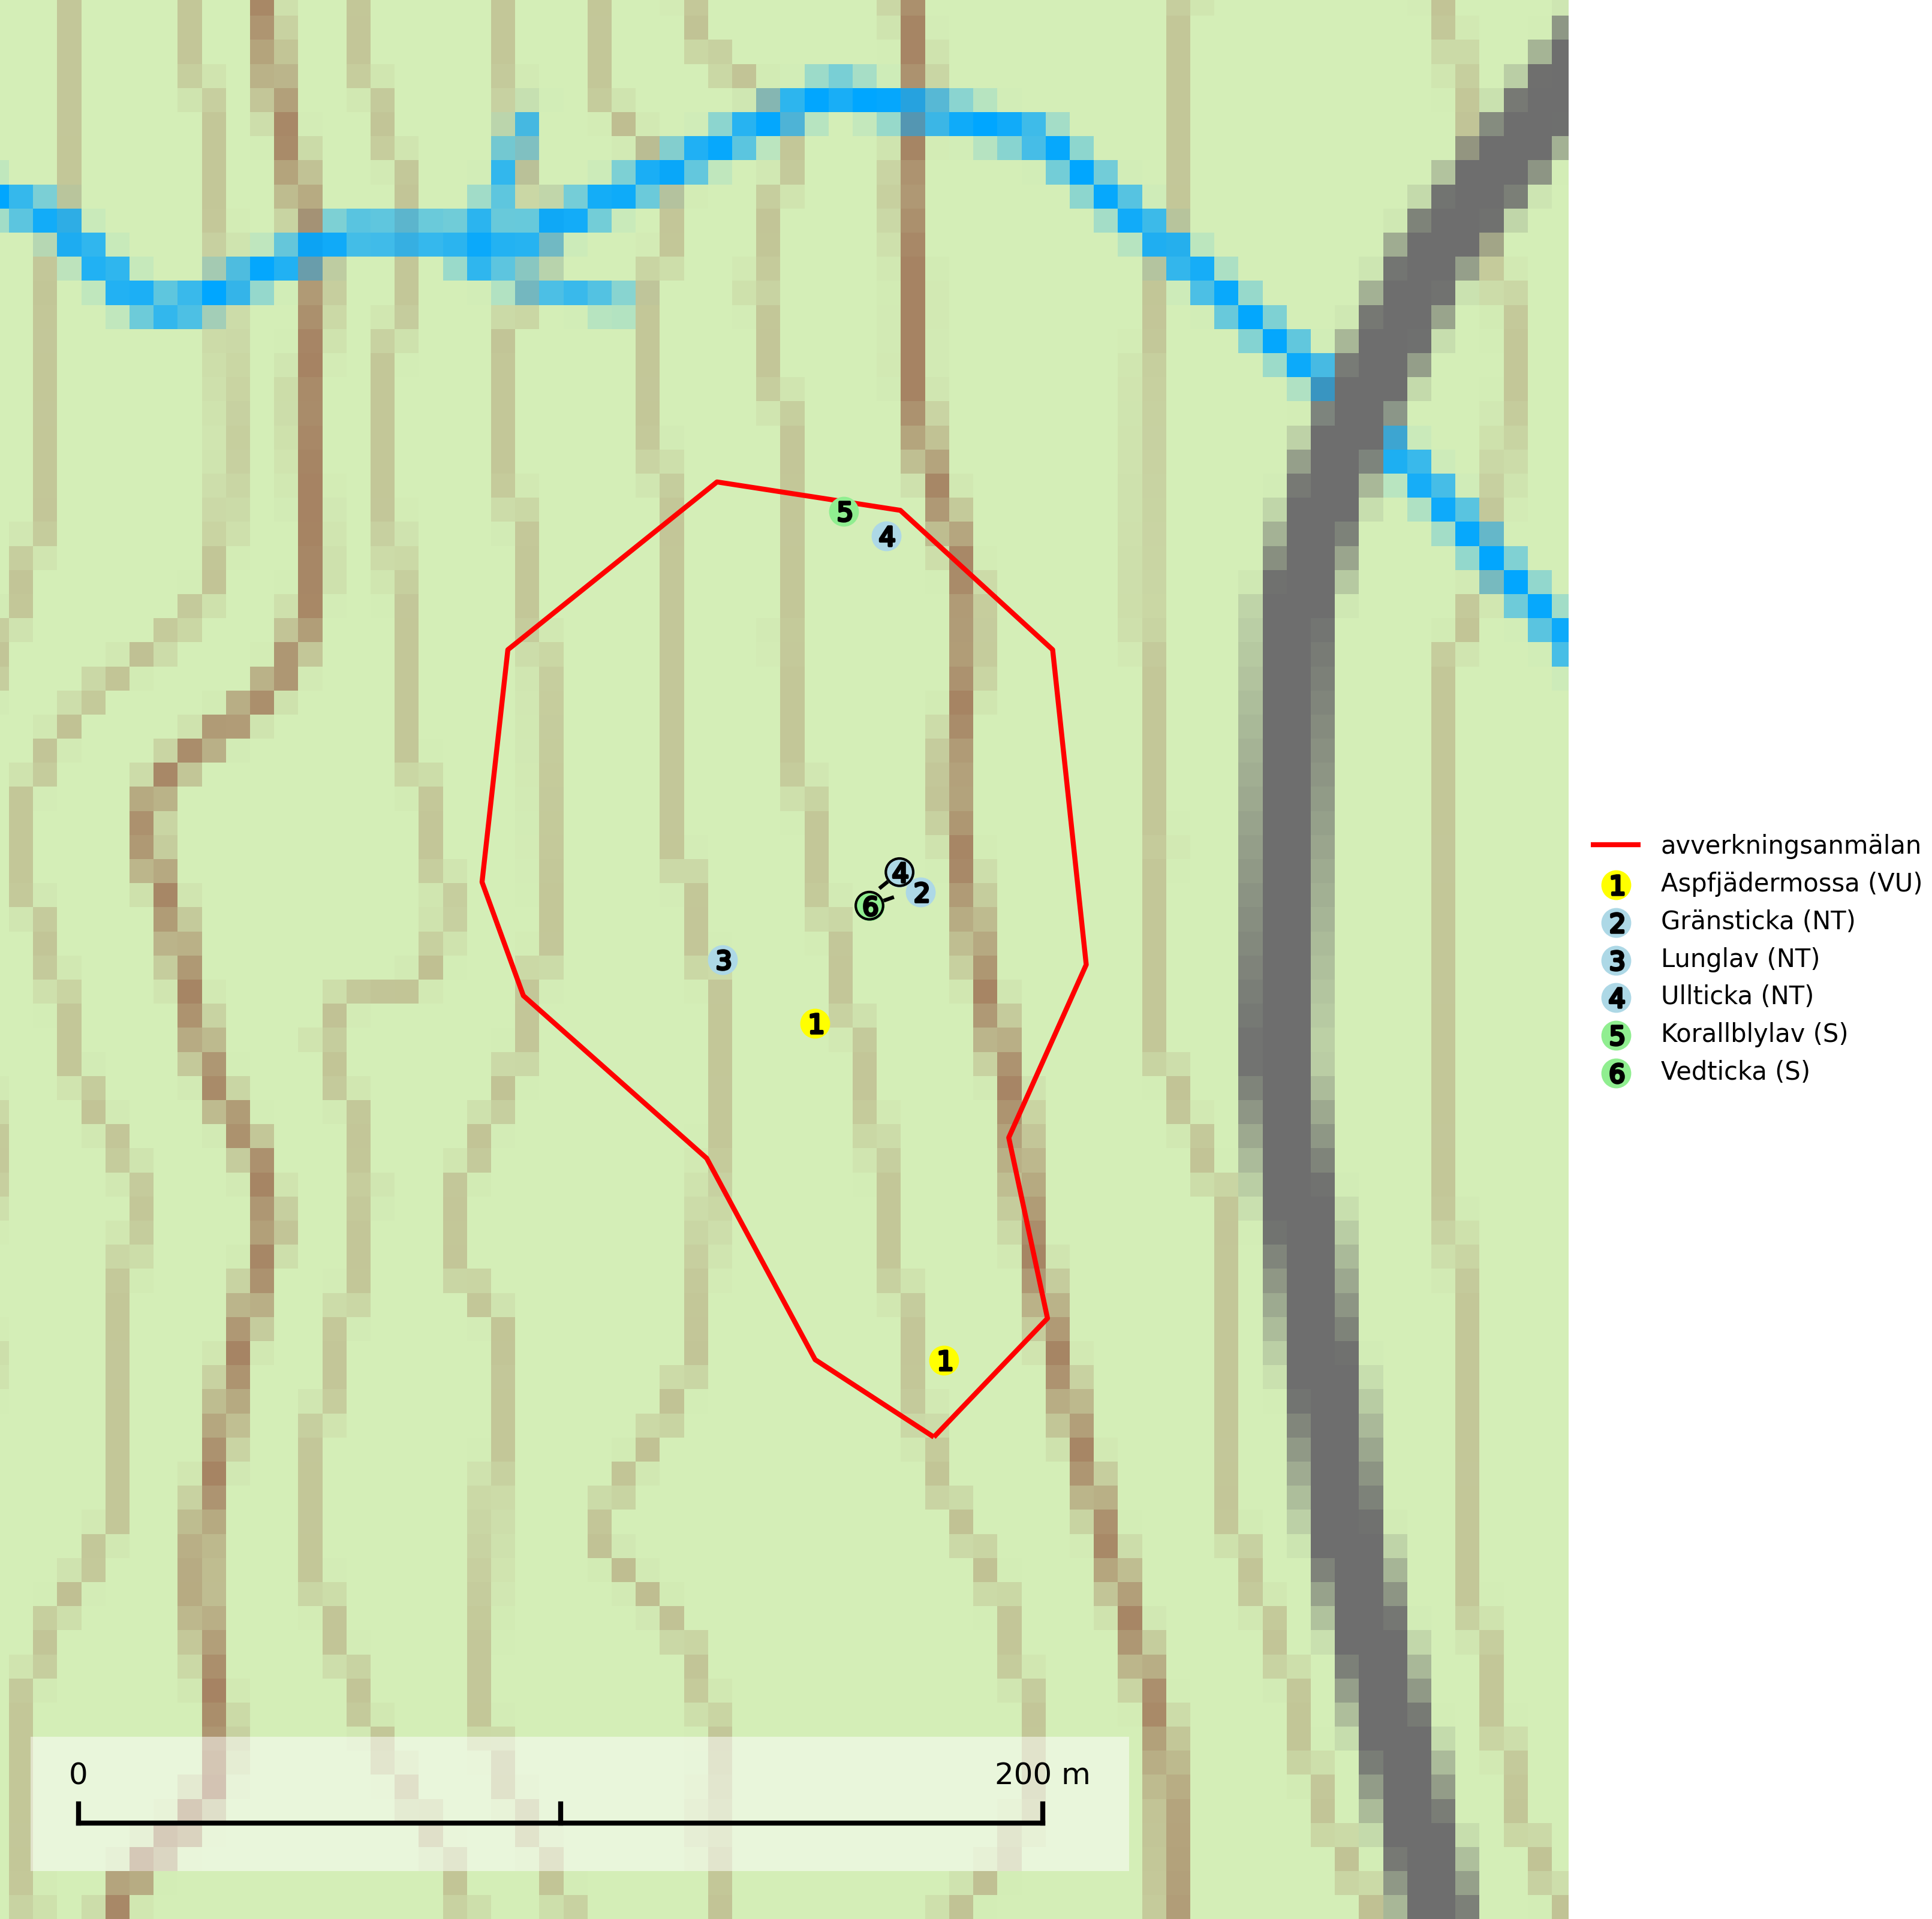 5
4
4
2
6
3
1
1
avverkningsanmälan
1 Aspfjädermossa (VU)
2 Gränsticka (NT)
3 Lunglav (NT)
4 Ullticka (NT)
5 Korallblylav (S)
6 Vedticka (S)
0 200 m